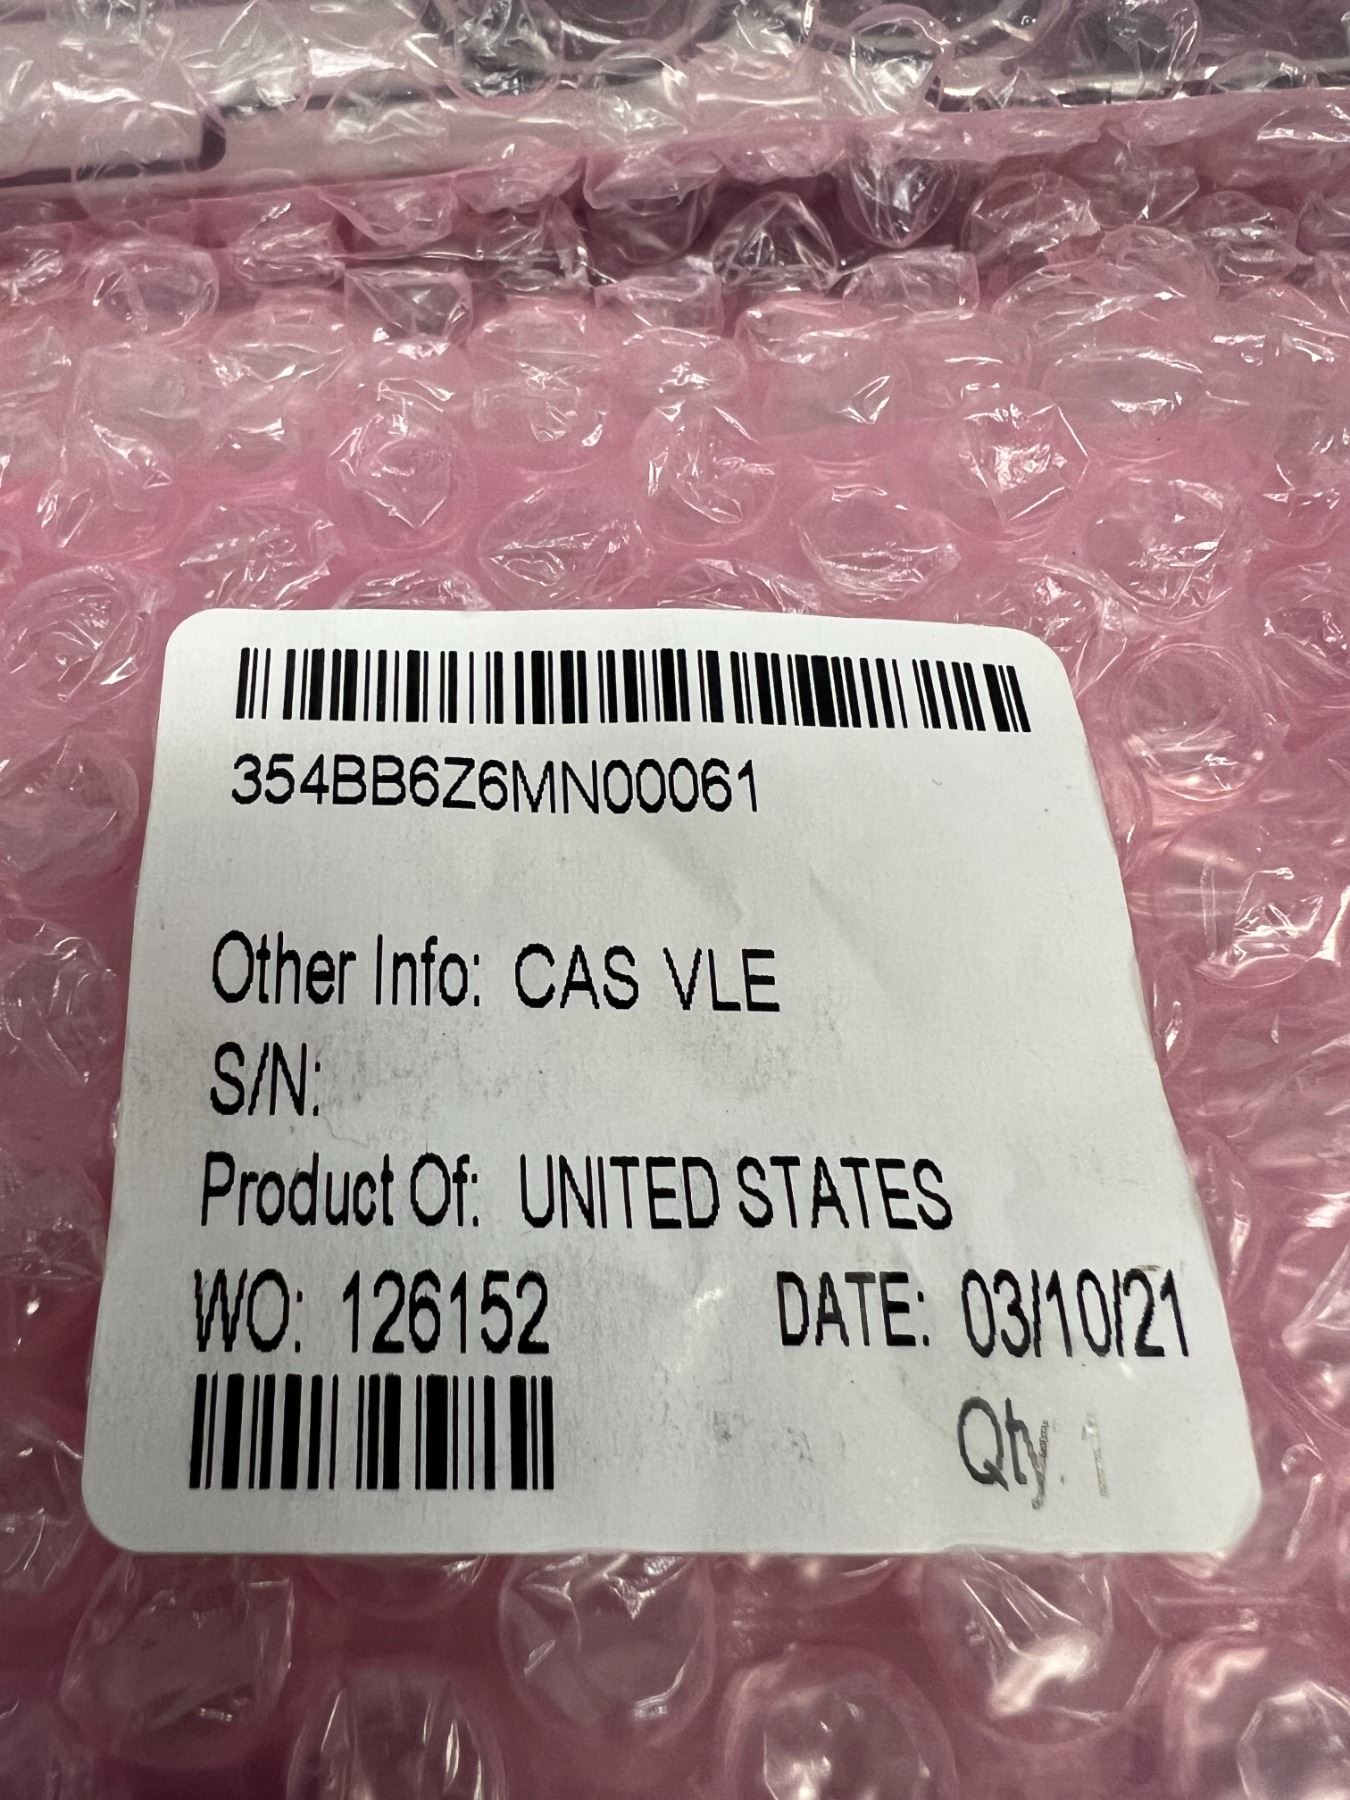 354BB6Z6MN00061
Other Info: CAS VLE
S/N:
Product Of: UNITED STATES
WO: 126152 DATE: 03/10/21
Qty. 1